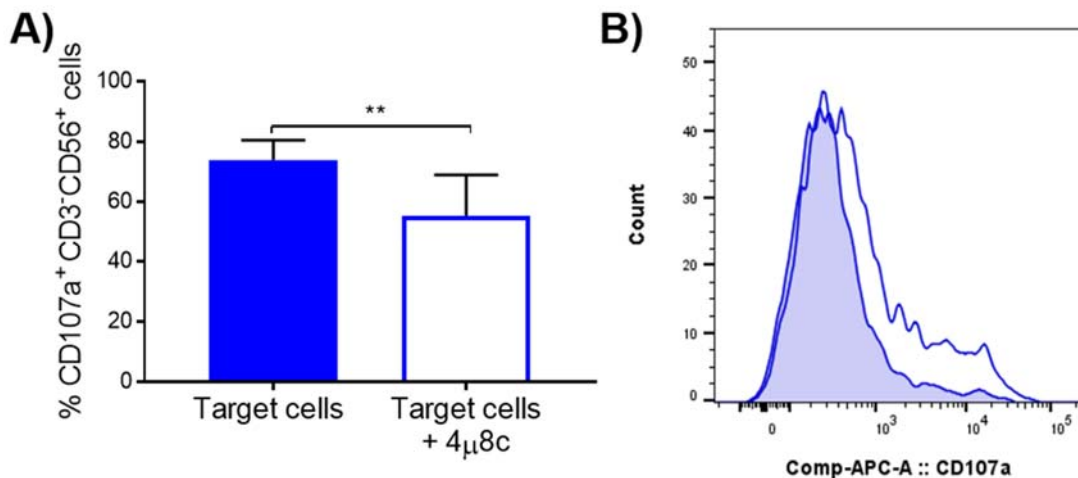 A)
% CD107a⁺ CD3⁻CD56⁺ cells
100
80
60
40
20
0
**
Target cells
Target cells
+ 4µ8c
B)
Count
50
40
30
20
10
0
0
10³
10⁴
10⁵
Comp-APC-A :: CD107a